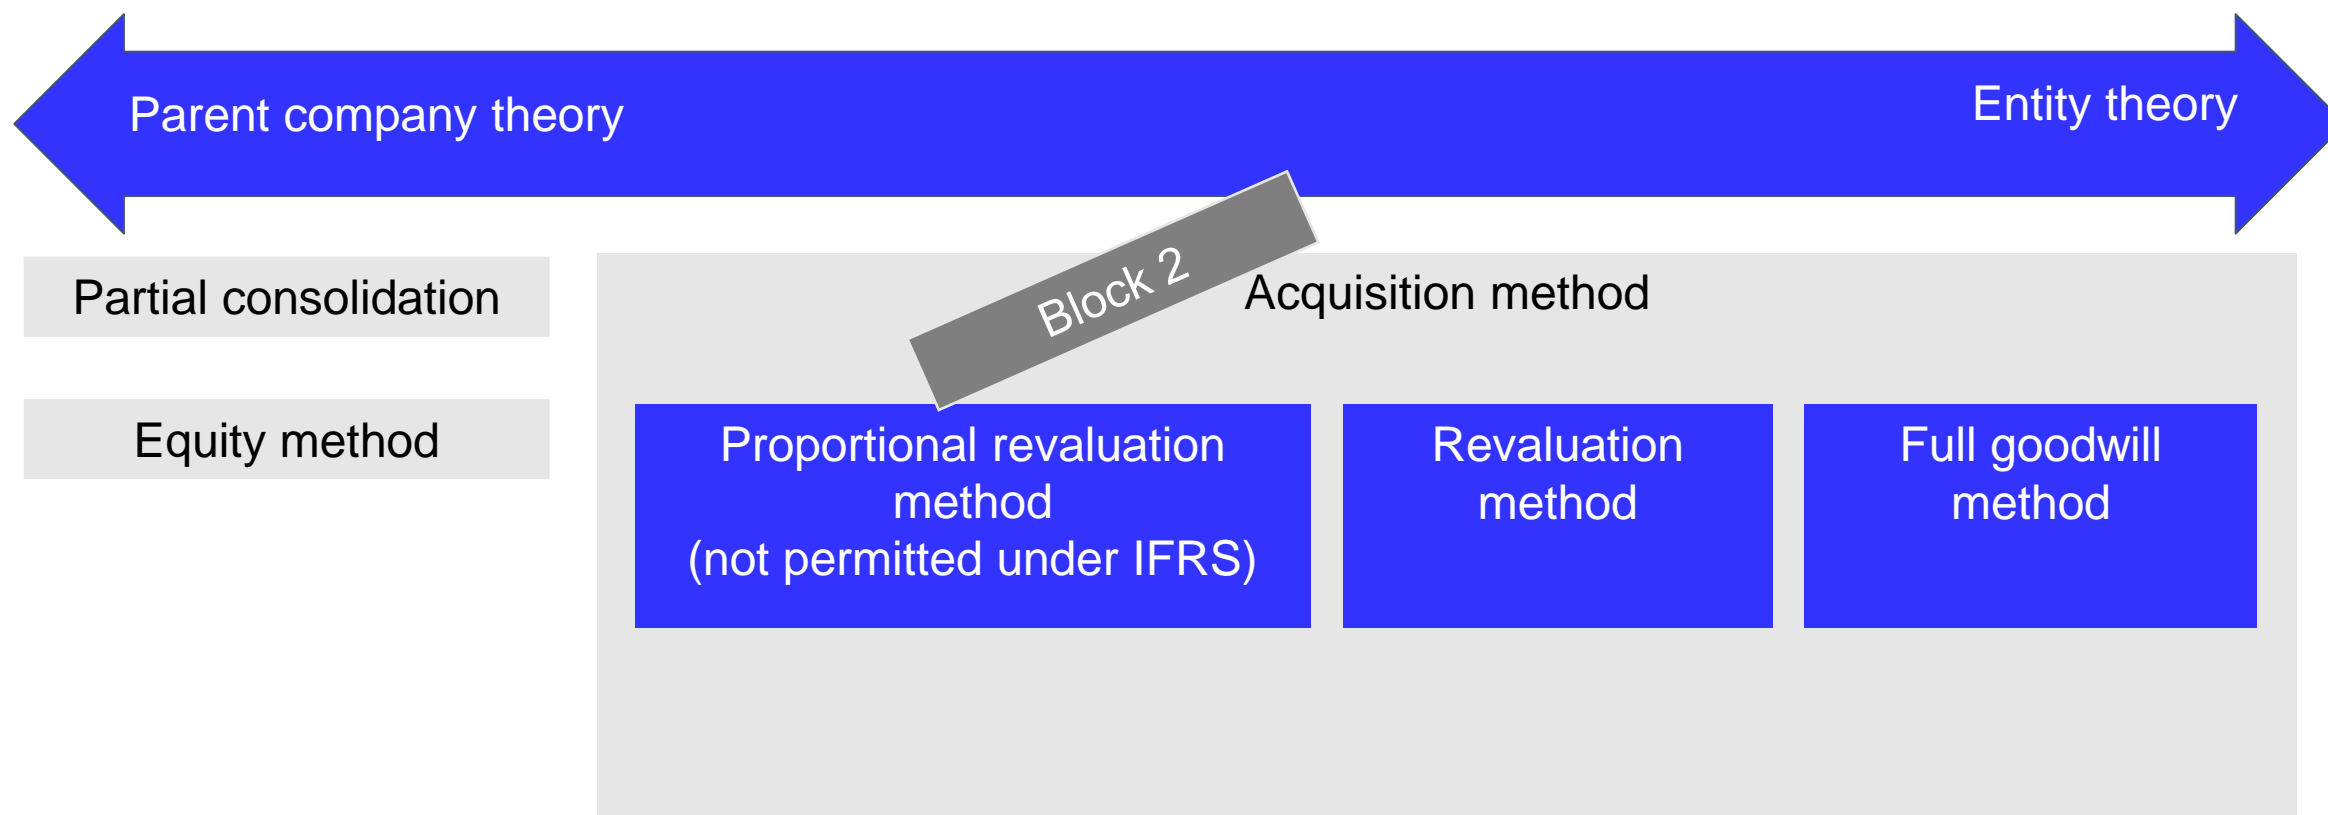 Parent company theory
Entity theory
Block 2
Partial consolidation
Acquisition method
Equity method
Proportional revaluation
method
(not permitted under IFRS)
Revaluation
method
Full goodwill
method